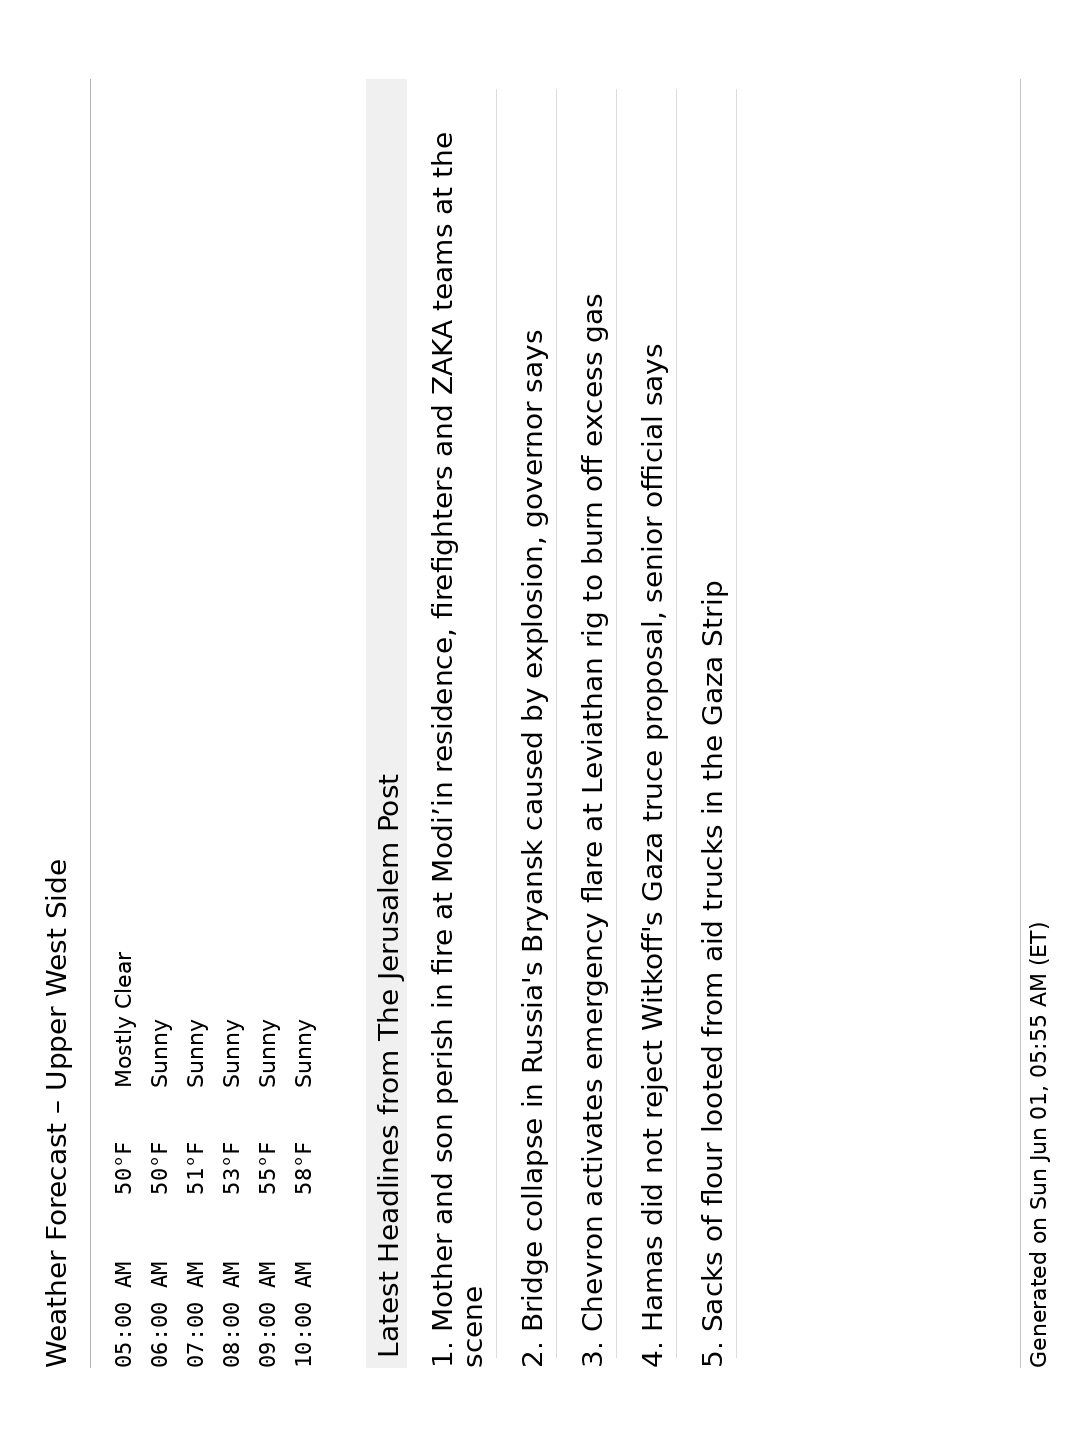 Weather Forecast – Upper West Side
05:00 AM 50°F Mostly Clear
06:00 AM 50°F Sunny
07:00 AM 51°F Sunny
08:00 AM 53°F Sunny
09:00 AM 55°F Sunny
10:00 AM 58°F Sunny
Latest Headlines from The Jerusalem Post
1. Mother and son perish in fire at Modi’in residence, firefighters and ZAKA teams at the
scene
2. Bridge collapse in Russia's Bryansk caused by explosion, governor says
3. Chevron activates emergency flare at Leviathan rig to burn off excess gas
4. Hamas did not reject Witkoff's Gaza truce proposal, senior official says
5. Sacks of flour looted from aid trucks in the Gaza Strip
Generated on Sun Jun 01, 05:55 AM (ET)